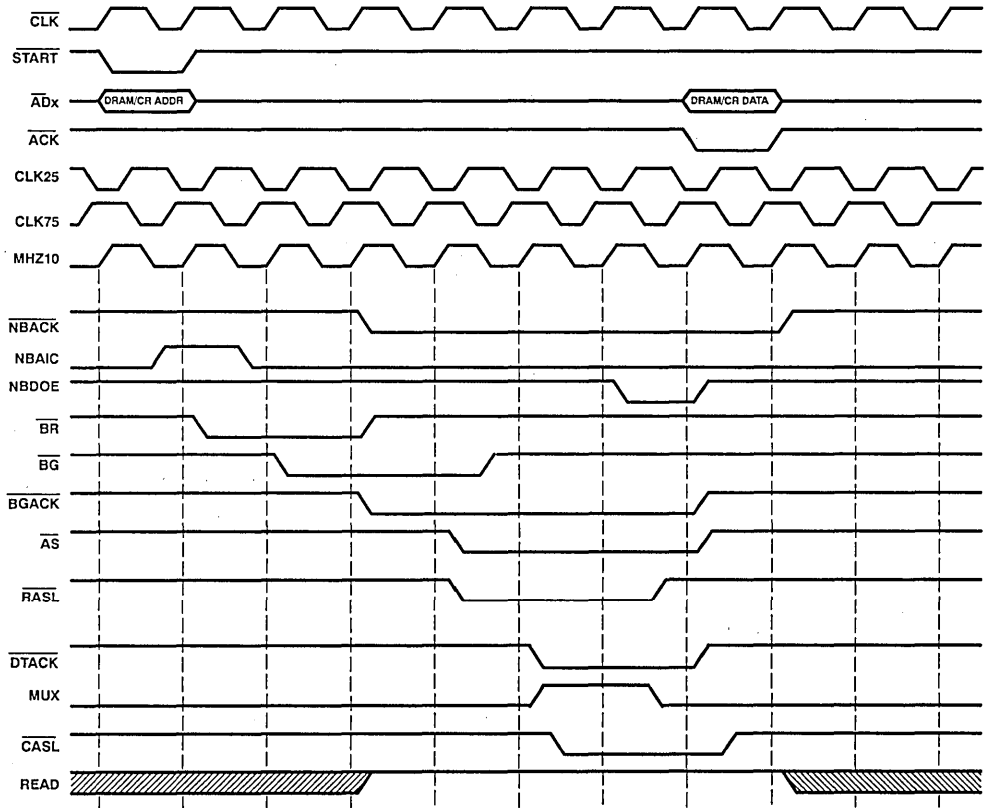 CLK
START
ADx
DRAM/CR ADDR
DRAM/CR DATA
ACK
CLK25
CLK75
MHZ10
NBACK
NBAIC
NBDOE
BR
BG
BGACK
AS
RASL
DTACK
MUX
CASL
READ